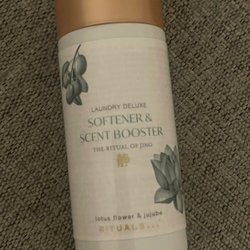 LAUNDRY DELUXE
SOFTENER &
SCENT BOOSTER
THE RITUAL OF JING
lotus flower & jujube
RITUALS...